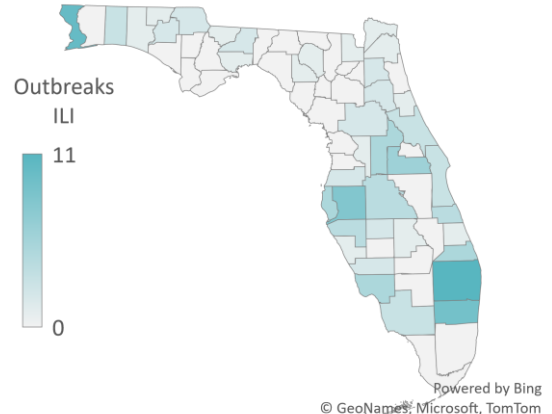 Outbreaks
ILI
11
0
Powered by Bing
© GeoNames, Microsoft, TomTom